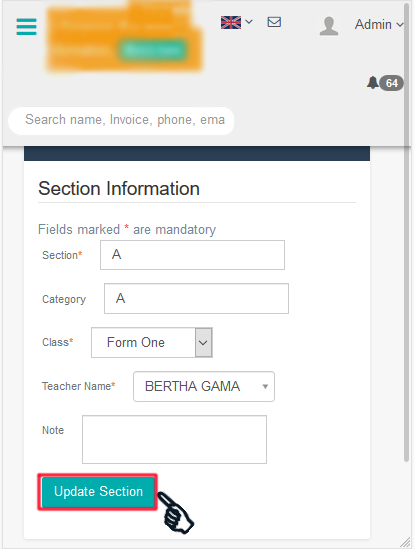 Admin
64
Search name, Invoice, phone, ema
Section Information
Fields marked * are mandatory
Section* A
Category A
Class* Form One
Teacher Name* BERTHA GAMA
Note
Update Section